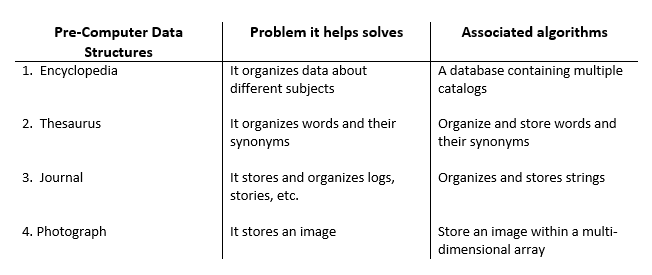 Pre-Computer Data Structures Problem it helps solves Associated algorithms
1. Encyclopedia It organizes data about different subjects A database containing multiple catalogs
2. Thesaurus It organizes words and their synonyms Organize and store words and their synonyms
3. Journal It stores and organizes logs, stories, etc. Organizes and stores strings
4. Photograph It stores an image Store an image within a multi-dimensional array